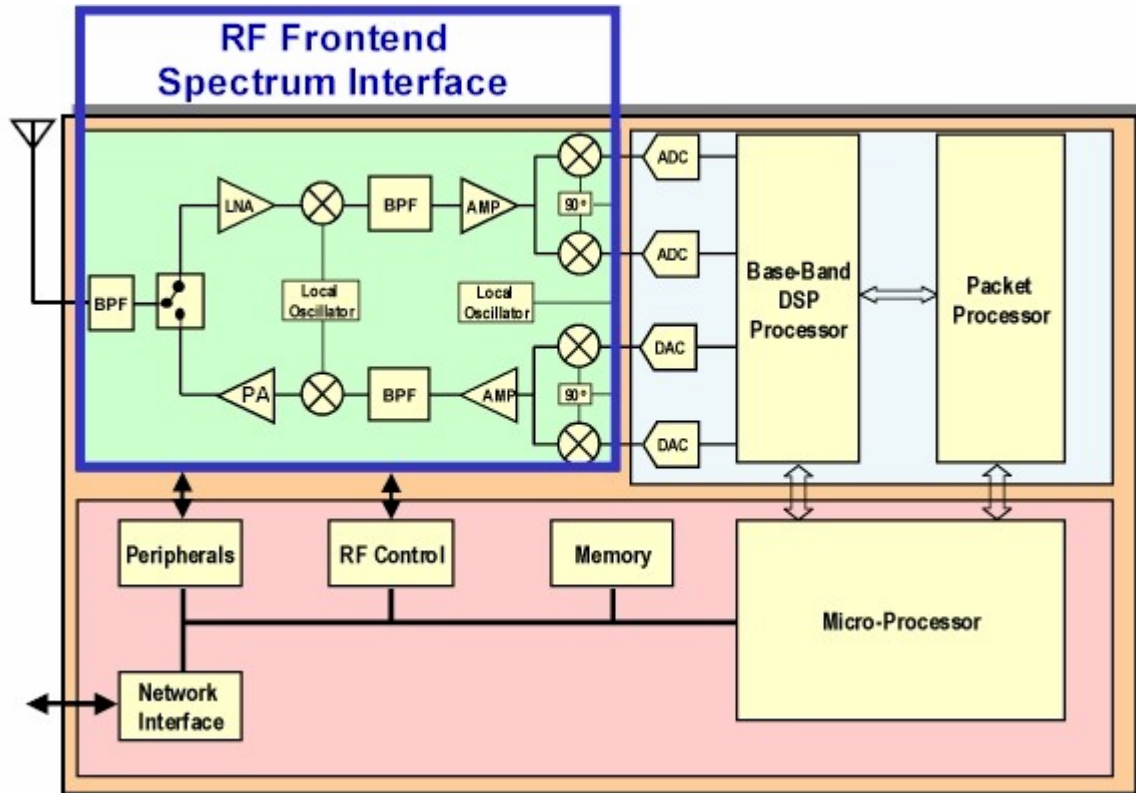 RF Frontend
Spectrum Interface
LNA
BPF
AMP
90°
ADC
ADC
BPF
Local
Oscillator
Local
Oscillator
Base-Band
DSP
Processor
Packet
Processor
PA
BPF
AMP
90°
DAC
DAC
Peripherals
RF Control
Memory
Micro-Processor
Network
Interface